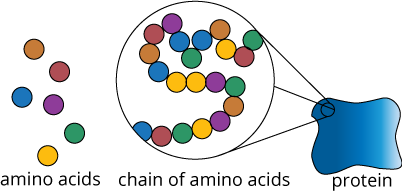 amino acids
chain of amino acids
protein